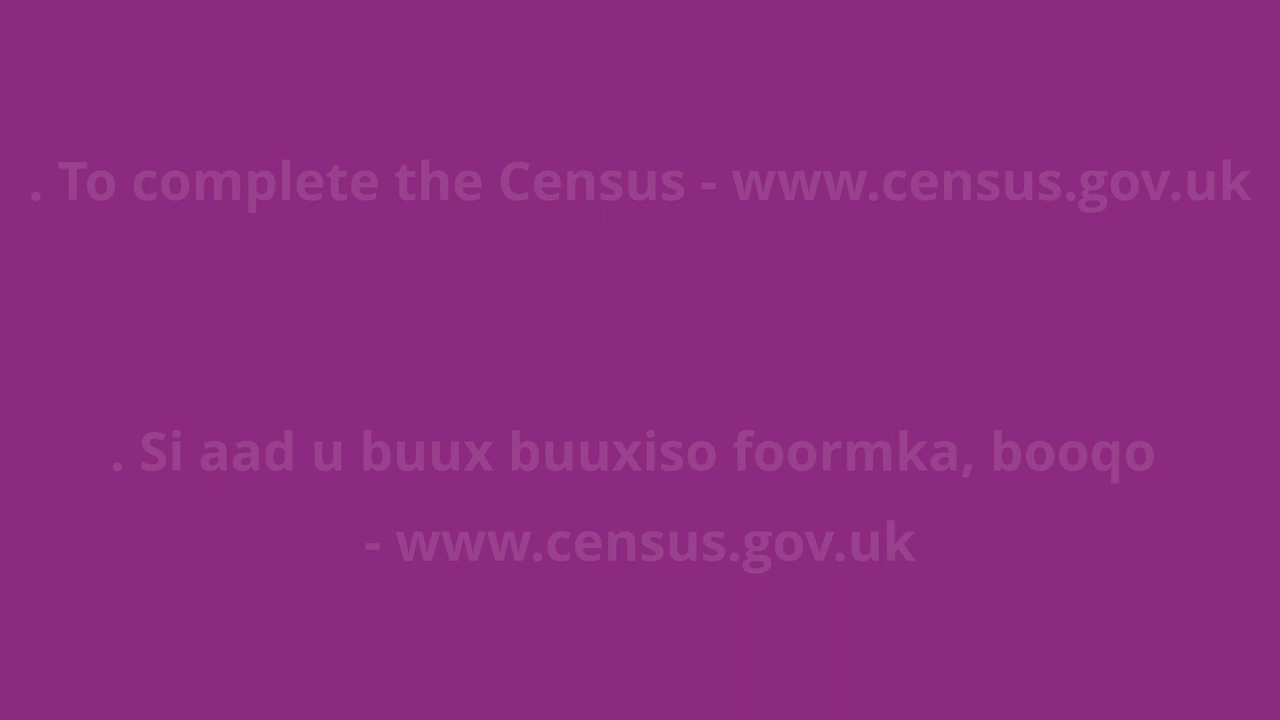 . To complete the Census - www.census.gov.uk
. Si aad u buux buuxiso foormka, booqo
- www.census.gov.uk